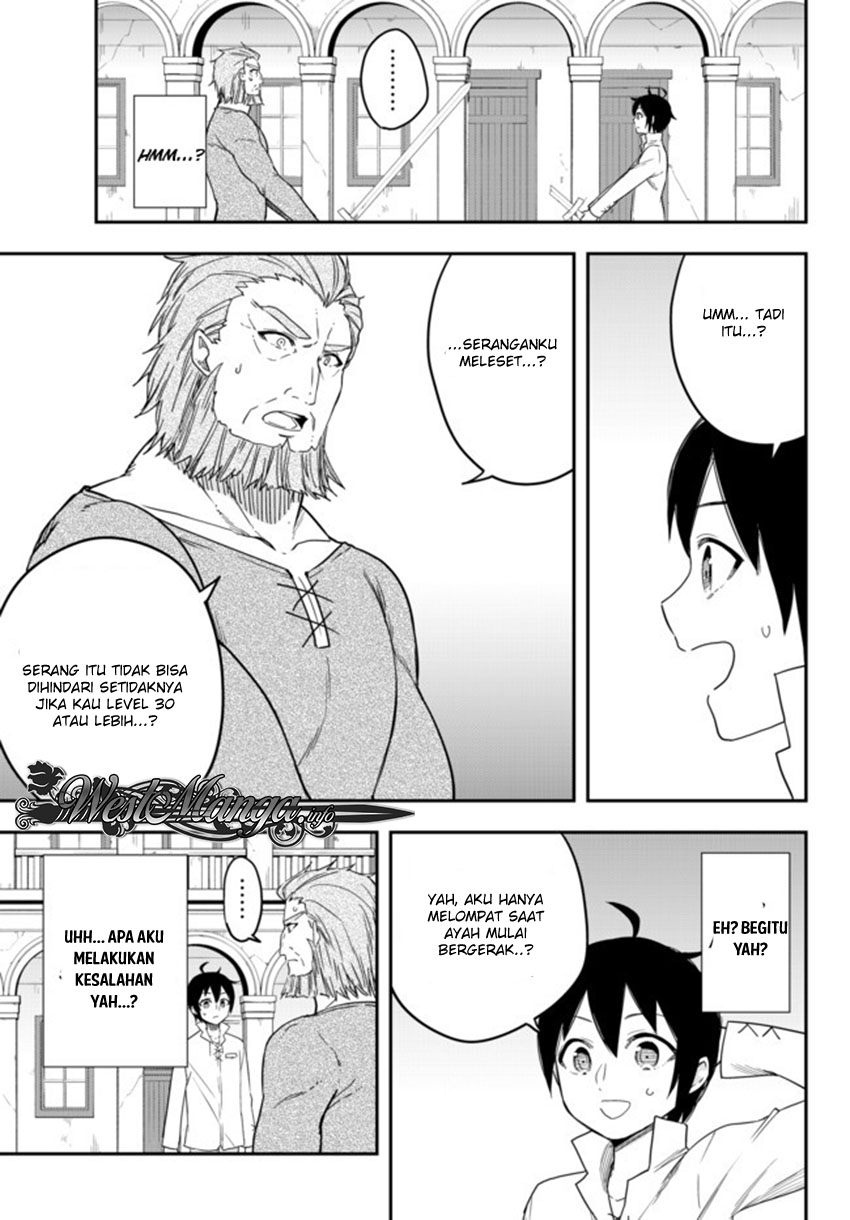 ......
HMM...?
UMM... TADI
ITU...?
...SERANGANKU
MELESET...?
SERANG ITU TIDAK BISA
DIHINDARI SETIDAKNYA
JIKA KAU LEVEL 30
ATAU LEBIH...?
WestManga.info
EH? BEGITU
YAH?
YAH, AKU HANYA
MELOMPAT SAAT
AYAH MULAI
BERGERAK..?
......
UHH... APA AKU
MELAKUKAN
KESALAHAN
YAH...?